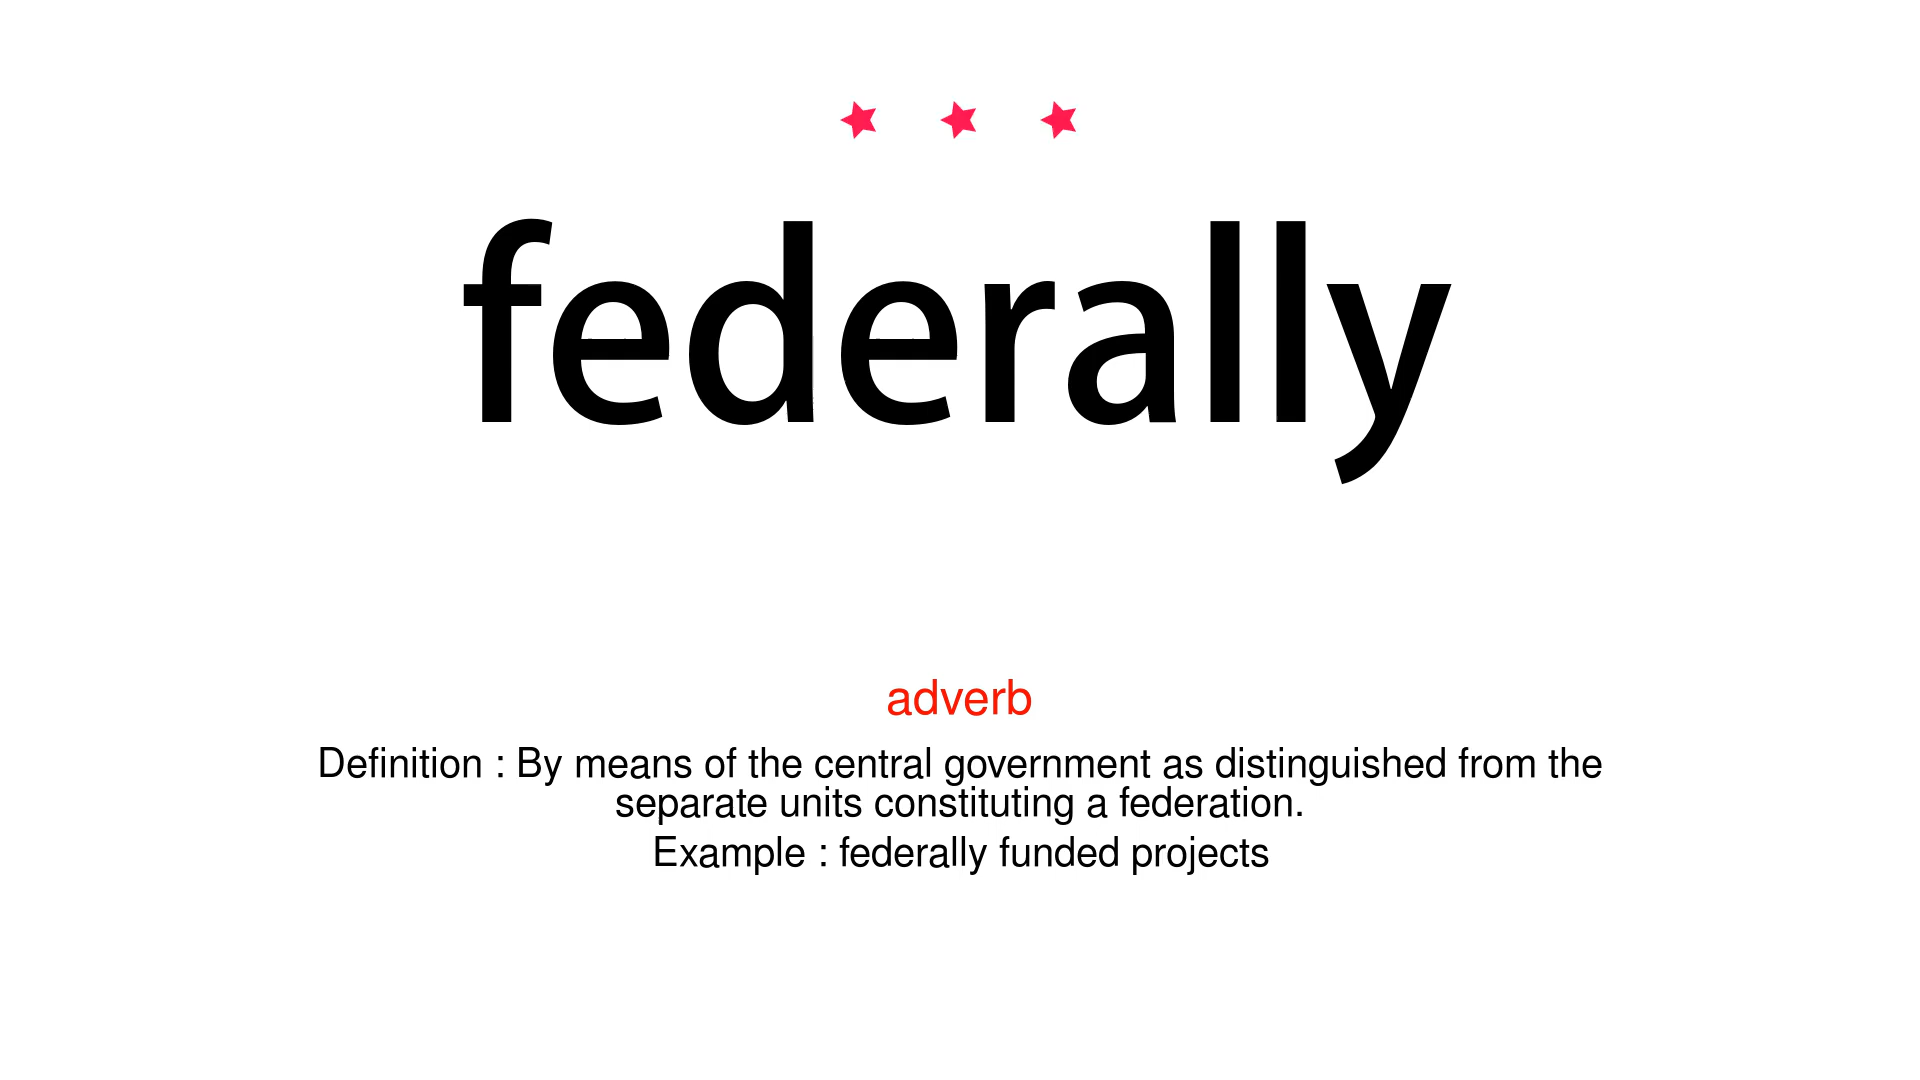 federally
adverb
Definition : By means of the central government as distinguished from the
separate units constituting a federation.
Example : federally funded projects